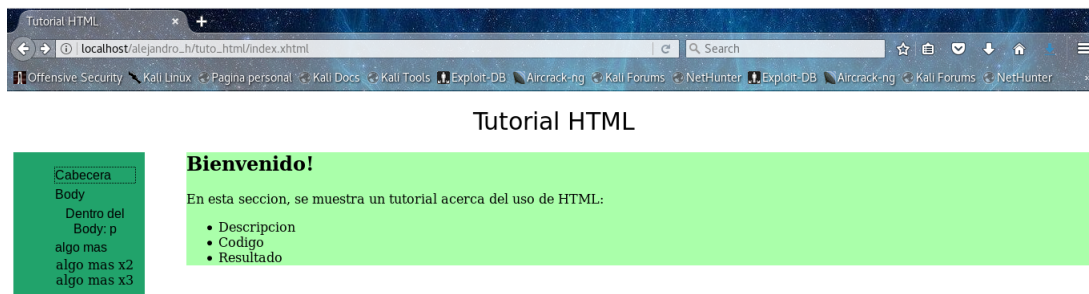 Tutorial HTML
localhost/alejandro_h/tuto_html/index.xhtml
Search
Offensive Security Kali Linux Pagina personal Kali Docs Kali Tools Exploit-DB Aircrack-ng Kali Forums NetHunter Exploit-DB Aircrack-ng Kali Forums NetHunter
Tutorial HTML
Cabecera
Body
Dentro del
Body: p
algo mas
algo mas x2
algo mas x3
Bienvenido!
En esta seccion, se muestra un tutorial acerca del uso de HTML:
Descripcion
Codigo
Resultado